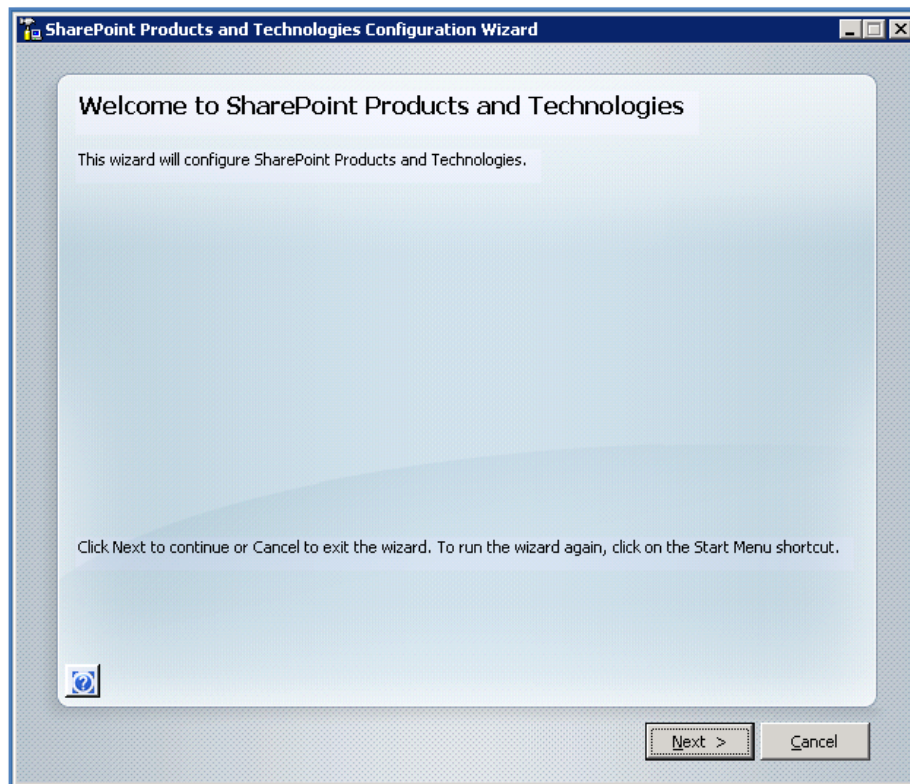 SharePoint Products and Technologies Configuration Wizard
Welcome to SharePoint Products and Technologies
This wizard will configure SharePoint Products and Technologies.
Click Next to continue or Cancel to exit the wizard. To run the wizard again, click on the Start Menu shortcut.
?
Next >
Cancel